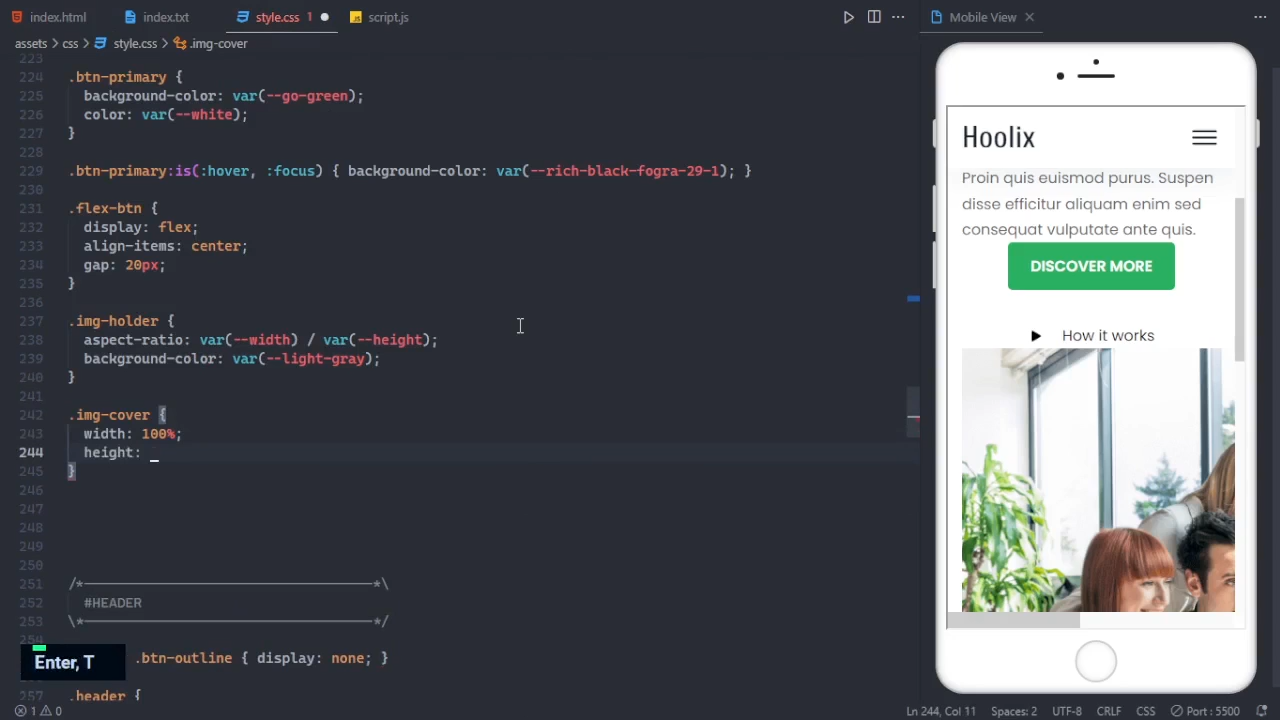 index.html
index.txt
style.css 1
script.js
Mobile View
assets > css > style.css > .img-cover
223
224 .btn-primary {
225 background-color: var(--go-green);
226 color: var(--white);
227 }
228
229 .btn-primary:is(:hover, :focus) { background-color: var(--rich-black-fogra-29-1); }
230
231 .flex-btn {
232 display: flex;
233 align-items: center;
234 gap: 20px;
235 }
236
237 .img-holder {
238 aspect-ratio: var(--width) / var(--height);
239 background-color: var(--light-gray);
240 }
241
242 .img-cover {
243 width: 100%;
244 height:
245 }
246
247
248
249
250
251 /*-----------------------------------*\
252 #HEADER
253 \*-----------------------------------*/
254
.btn-outline { display: none; }
257 .header {
Enter, T
Hoolix
Proin quis euismod purus. Suspen
disse efficitur aliquam enim sed
consequat vulputate ante quis.
DISCOVER MORE
How it works
1 0
Ln 244, Col 11 Spaces: 2 UTF-8 CRLF CSS Port : 5500